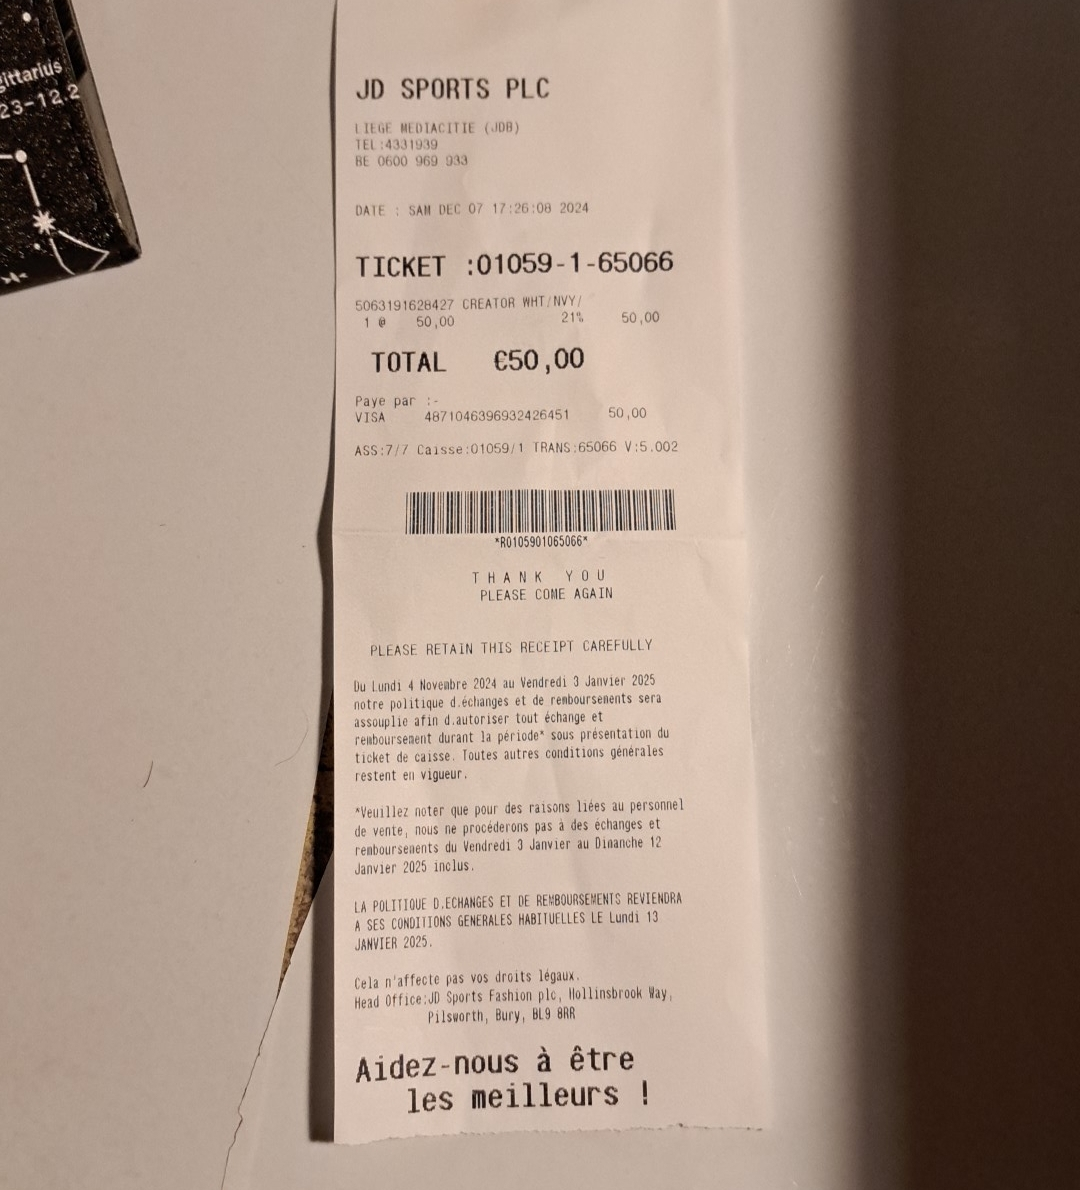 gittarius
23-12.2
JD SPORTS PLC
LIEGE MEDIACITIE (JDB)
TEL:4331939
BE 0600 969 933
DATE : SAM DEC 07 17:26:08 2024
TICKET :01059-1-65066
5063191628427 CREATOR WHT/NVY/
1 @ 50,00 21% 50,00
TOTAL €50,00
Paye par :-
VISA 4871046396932426451 50,00
ASS:7/7 Caisse:01059/1 TRANS:65066 V:5.002
*R0105901065066*
THANK YOU
PLEASE COME AGAIN
PLEASE RETAIN THIS RECEIPT CAREFULLY
Du Lundi 4 Novembre 2024 au Vendredi 3 Janvier 2025
notre politique d.échanges et de remboursements sera
assouplie afin d.autoriser tout échange et
remboursement durant la période* sous présentation du
ticket de caisse. Toutes autres conditions générales
restent en vigueur.
*Veuillez noter que pour des raisons liées au personnel
de vente, nous ne procéderons pas à des échanges et
remboursements du Vendredi 3 Janvier au Dimanche 12
Janvier 2025 inclus.
LA POLITIQUE D.ECHANGES ET DE REMBOURSEMENTS REVIENDRA
A SES CONDITIONS GENERALES HABITUELLES LE Lundi 13
JANVIER 2025.
Cela n'affecte pas vos droits légaux.
Head Office:JD Sports Fashion plc, Hollinsbrook Way,
Pilsworth, Bury, BL9 8RR
Aidez-nous à être
les meilleurs !